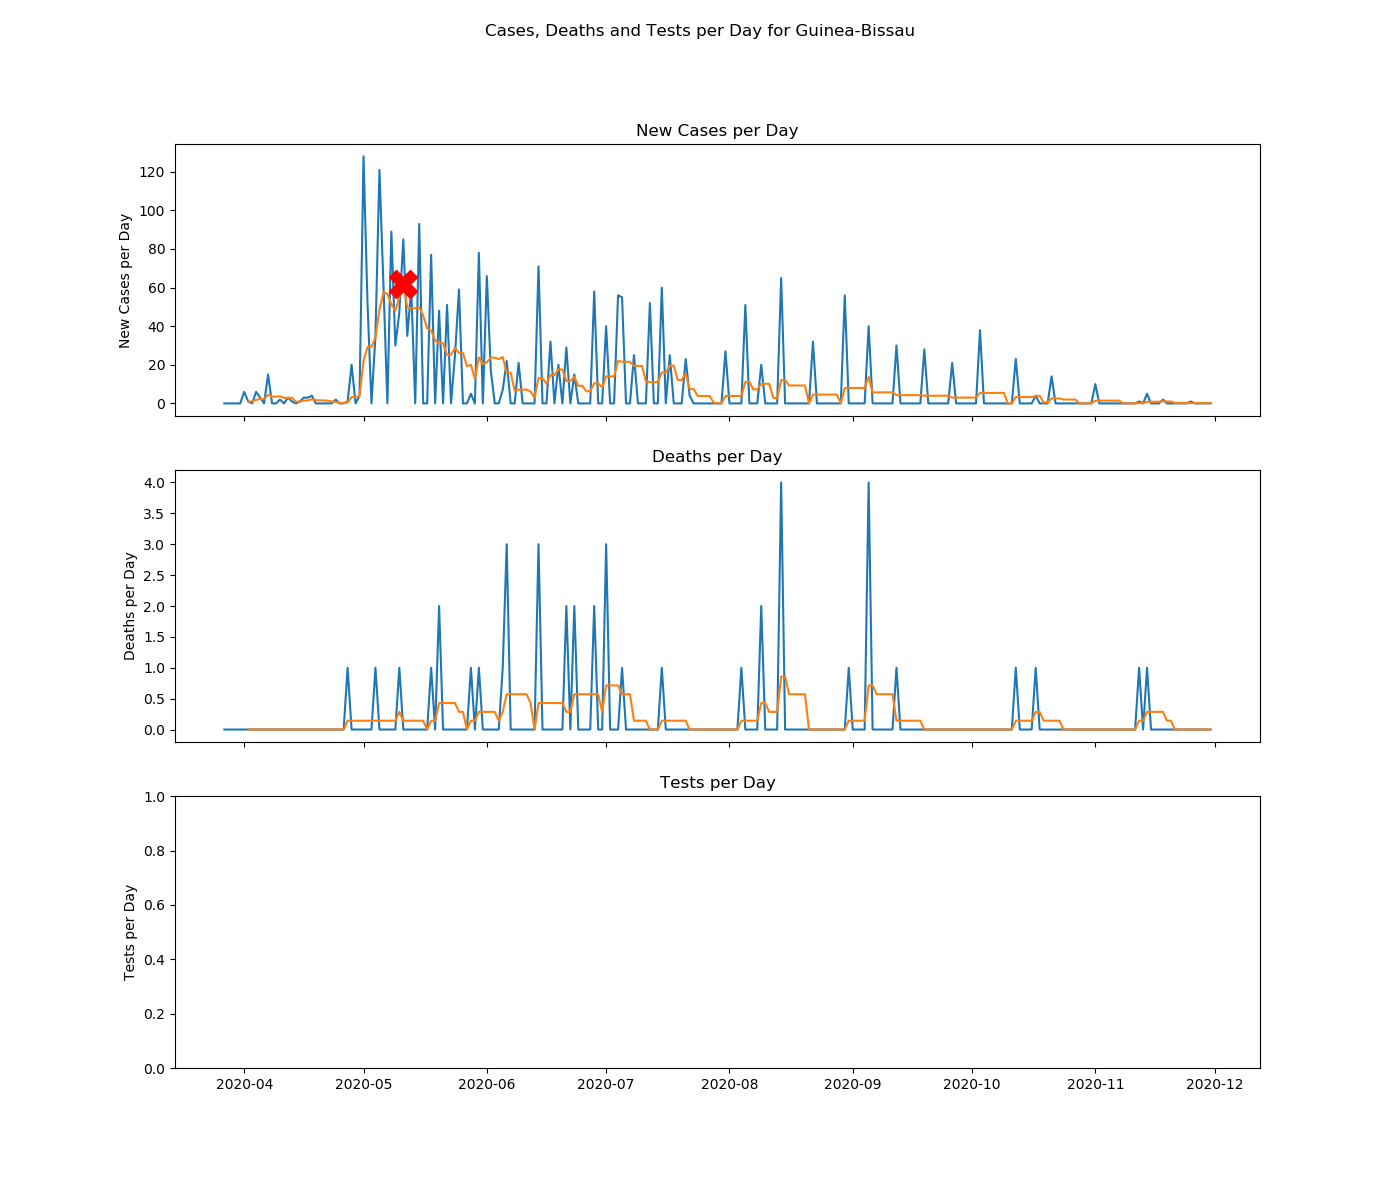 Cases, Deaths and Tests per Day for Guinea-Bissau
New Cases per Day
New Cases per Day
120
100
80
60
40
20
0
Deaths per Day
Deaths per Day
4.0
3.5
3.0
2.5
2.0
1.5
1.0
0.5
0.0
Tests per Day
Tests per Day
1.0
0.8
0.6
0.4
0.2
0.0
2020-04 2020-05 2020-06 2020-07 2020-08 2020-09 2020-10 2020-11 2020-12